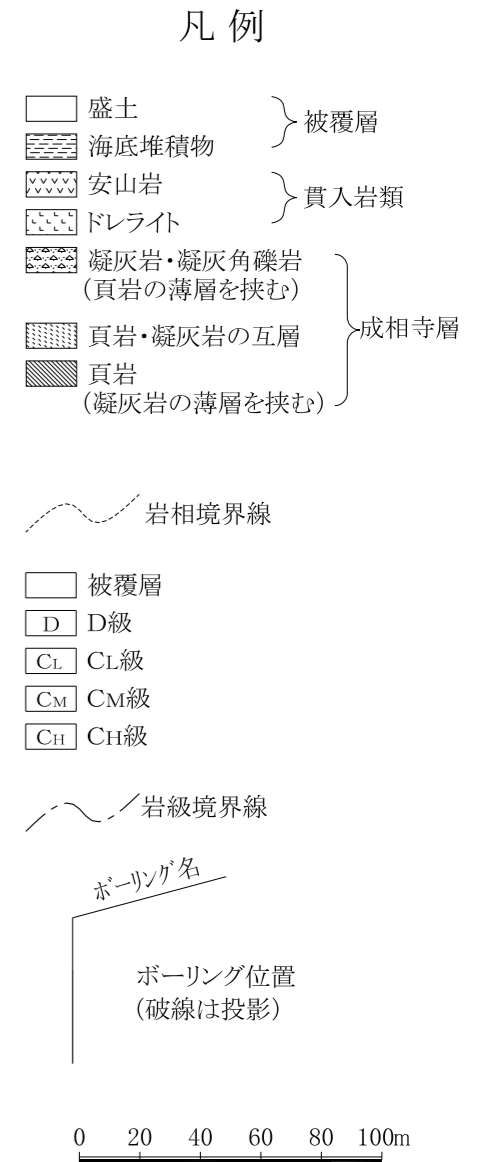 凡例
盛土
海底堆積物
被覆層
安山岩
ドレライト
貫入岩類
凝灰岩・凝灰角礫岩
(頁岩の薄層を挟む)
頁岩・凝灰岩の互層
頁岩
(凝灰岩の薄層を挟む)
成相寺層
岩相境界線
被覆層
D D級
CL CL級
CM CM級
CH CH級
岩級境界線
ボーリング名
ボーリング位置
(破線は投影)
0 20 40 60 80 100m